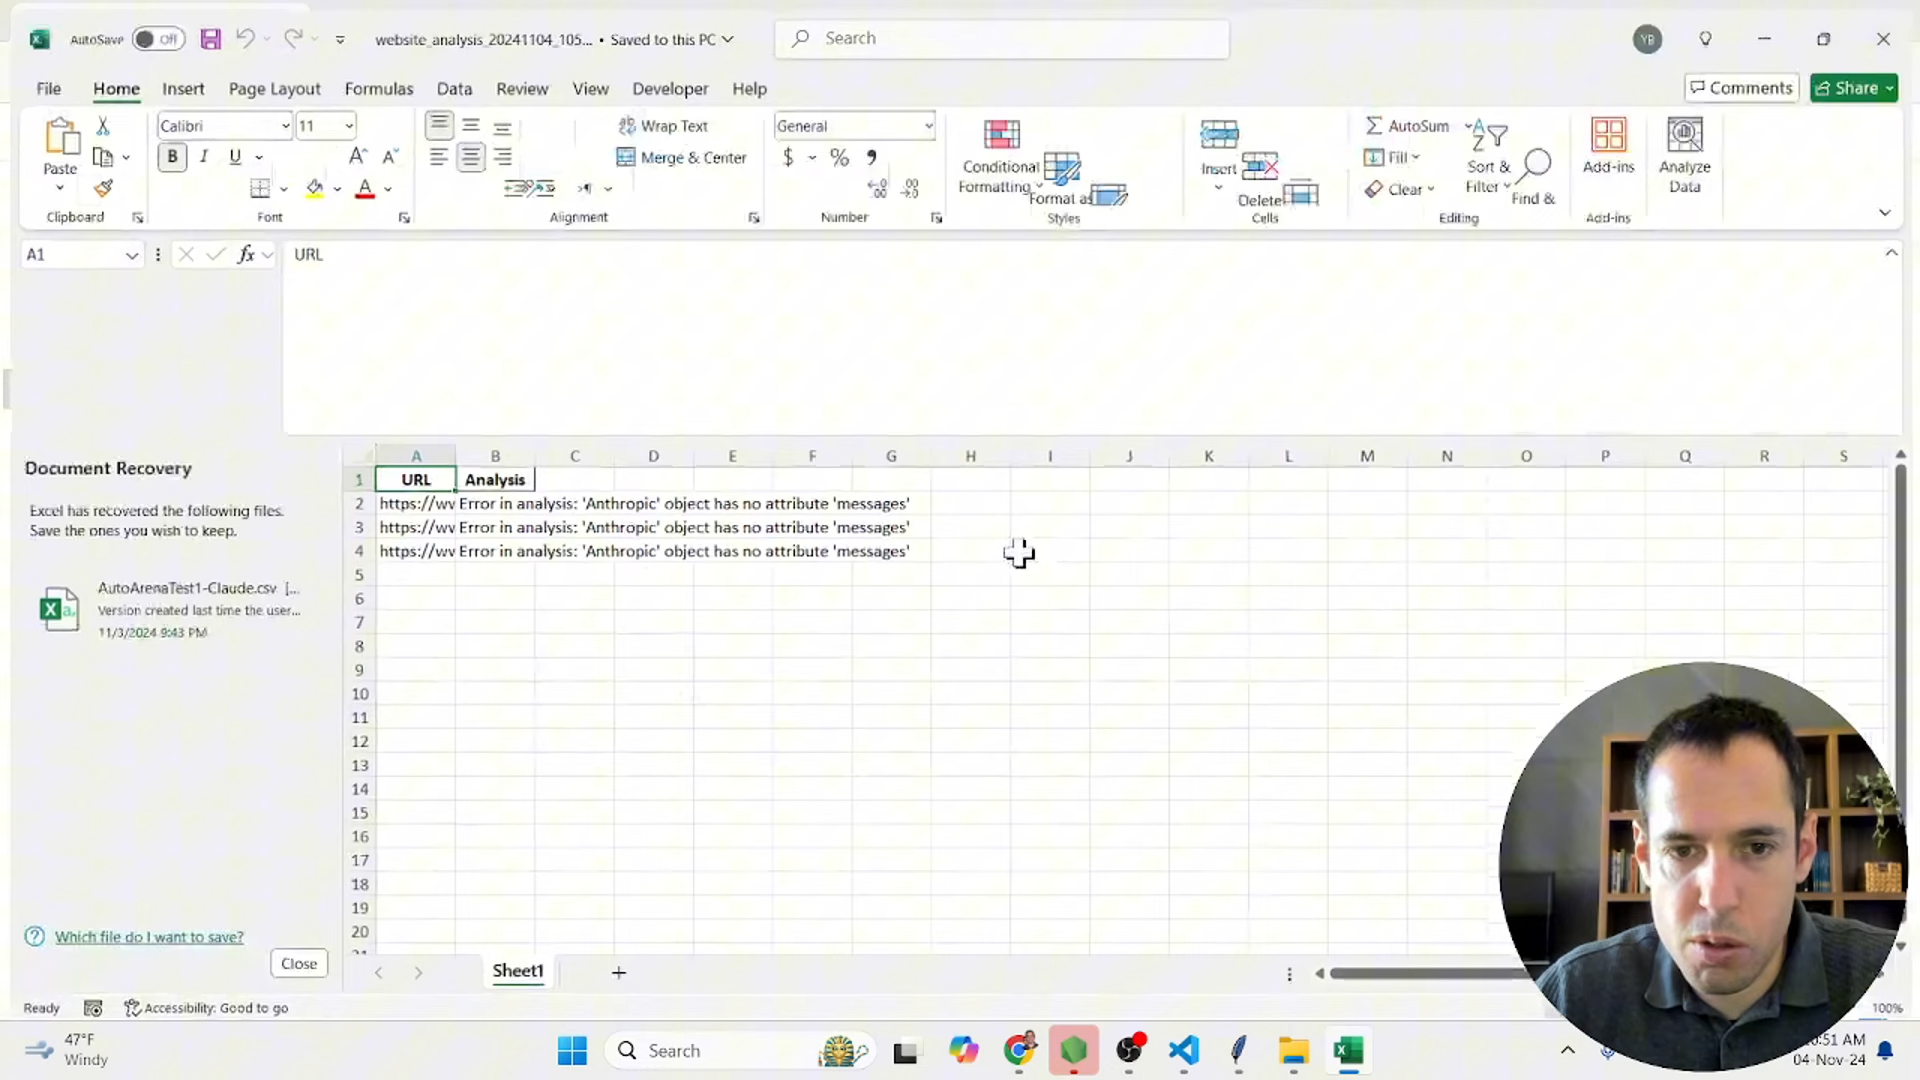 AutoSave Off website_analysis_20241104_105... • Saved to this PC Search YB
File Home Insert Page Layout Formulas Data Review View Developer Help Comments Share
Paste
Clipboard
Calibri 11
B I U
Font
Wrap Text
Merge & Center
Alignment
General
$ % 9
Number
Conditional
Formatting
Format as
Styles
Insert
Delete
Cells
AutoSum
Fill
Clear
Sort &
Filter
Find &
Editing
Add-ins
Add-ins
Analyze
Data
A1 fx URL
Document Recovery
Excel has recovered the following files.
Save the ones you wish to keep.
AutoArenaTest1-Claude.csv [...
Version created last time the user...
11/3/2024 9:43 PM
Which file do I want to save?
Close
A B C D E F G H I J K L M N O P Q R S
1 URL Analysis
2 https://wv Error in analysis: 'Anthropic' object has no attribute 'messages'
3 https://wv Error in analysis: 'Anthropic' object has no attribute 'messages'
4 https://wv Error in analysis: 'Anthropic' object has no attribute 'messages'
5
6
7
8
9
10
11
12
13
14
15
16
17
18
19
20
Sheet1
Ready Accessibility: Good to go 100%
47°F
Windy
Search
:51 AM
04-Nov-24